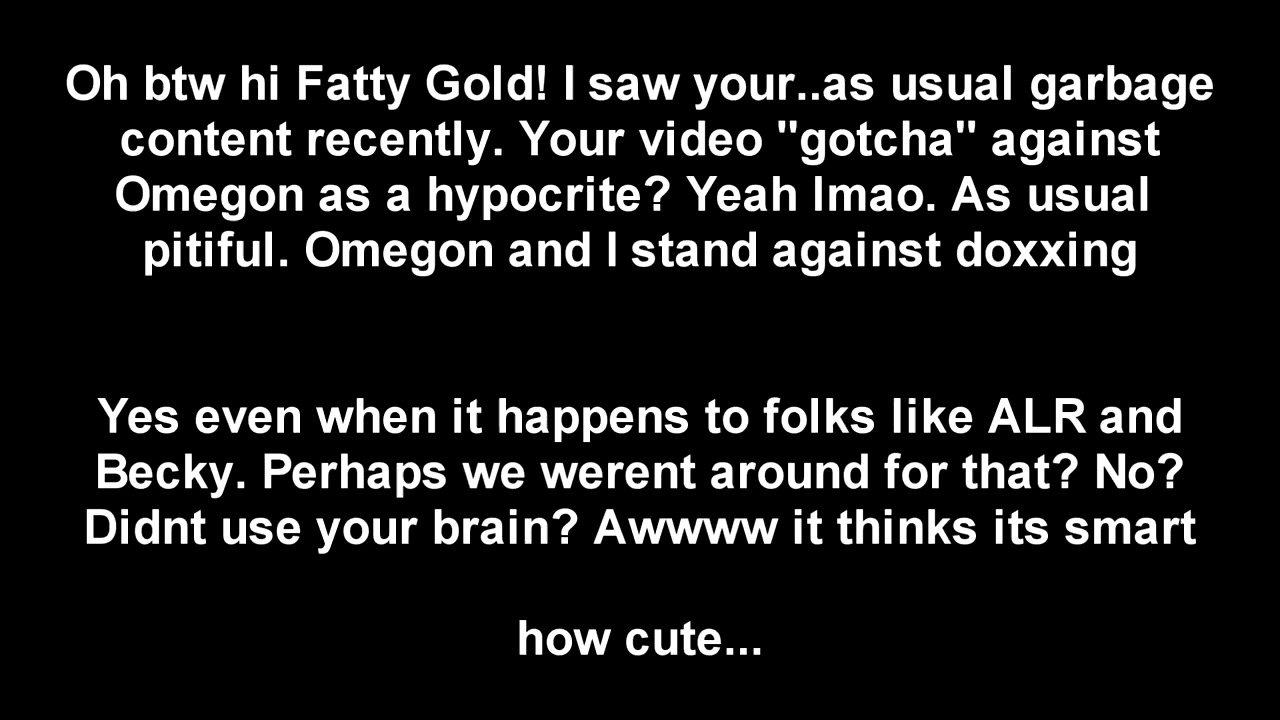 Oh btw hi Fatty Gold! I saw your..as usual garbage
content recently. Your video "gotcha" against
Omegon as a hypocrite? Yeah lmao. As usual
pitiful. Omegon and I stand against doxxing
Yes even when it happens to folks like ALR and
Becky. Perhaps we werent around for that? No?
Didnt use your brain? Awwww it thinks its smart
how cute...